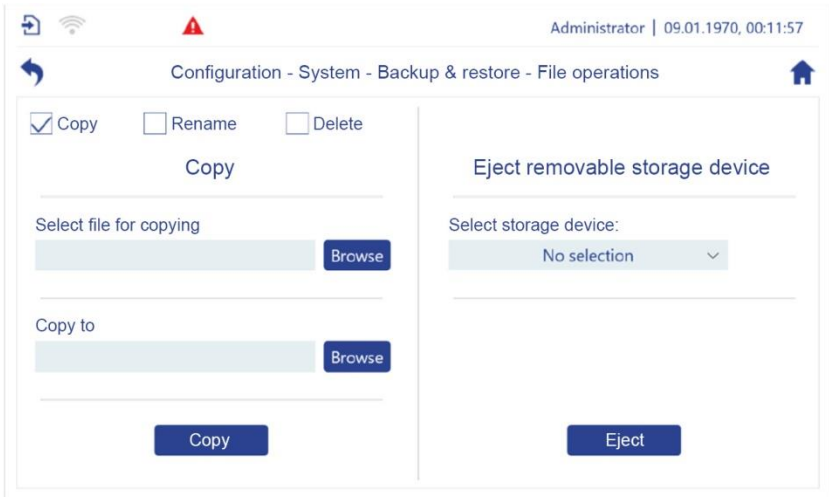 Administrator | 09.01.1970, 00:11:57
Configuration - System - Backup & restore - File operations
Copy Rename Delete
Copy
Select file for copying
Browse
Copy to
Browse
Copy
Eject removable storage device
Select storage device:
No selection
Eject